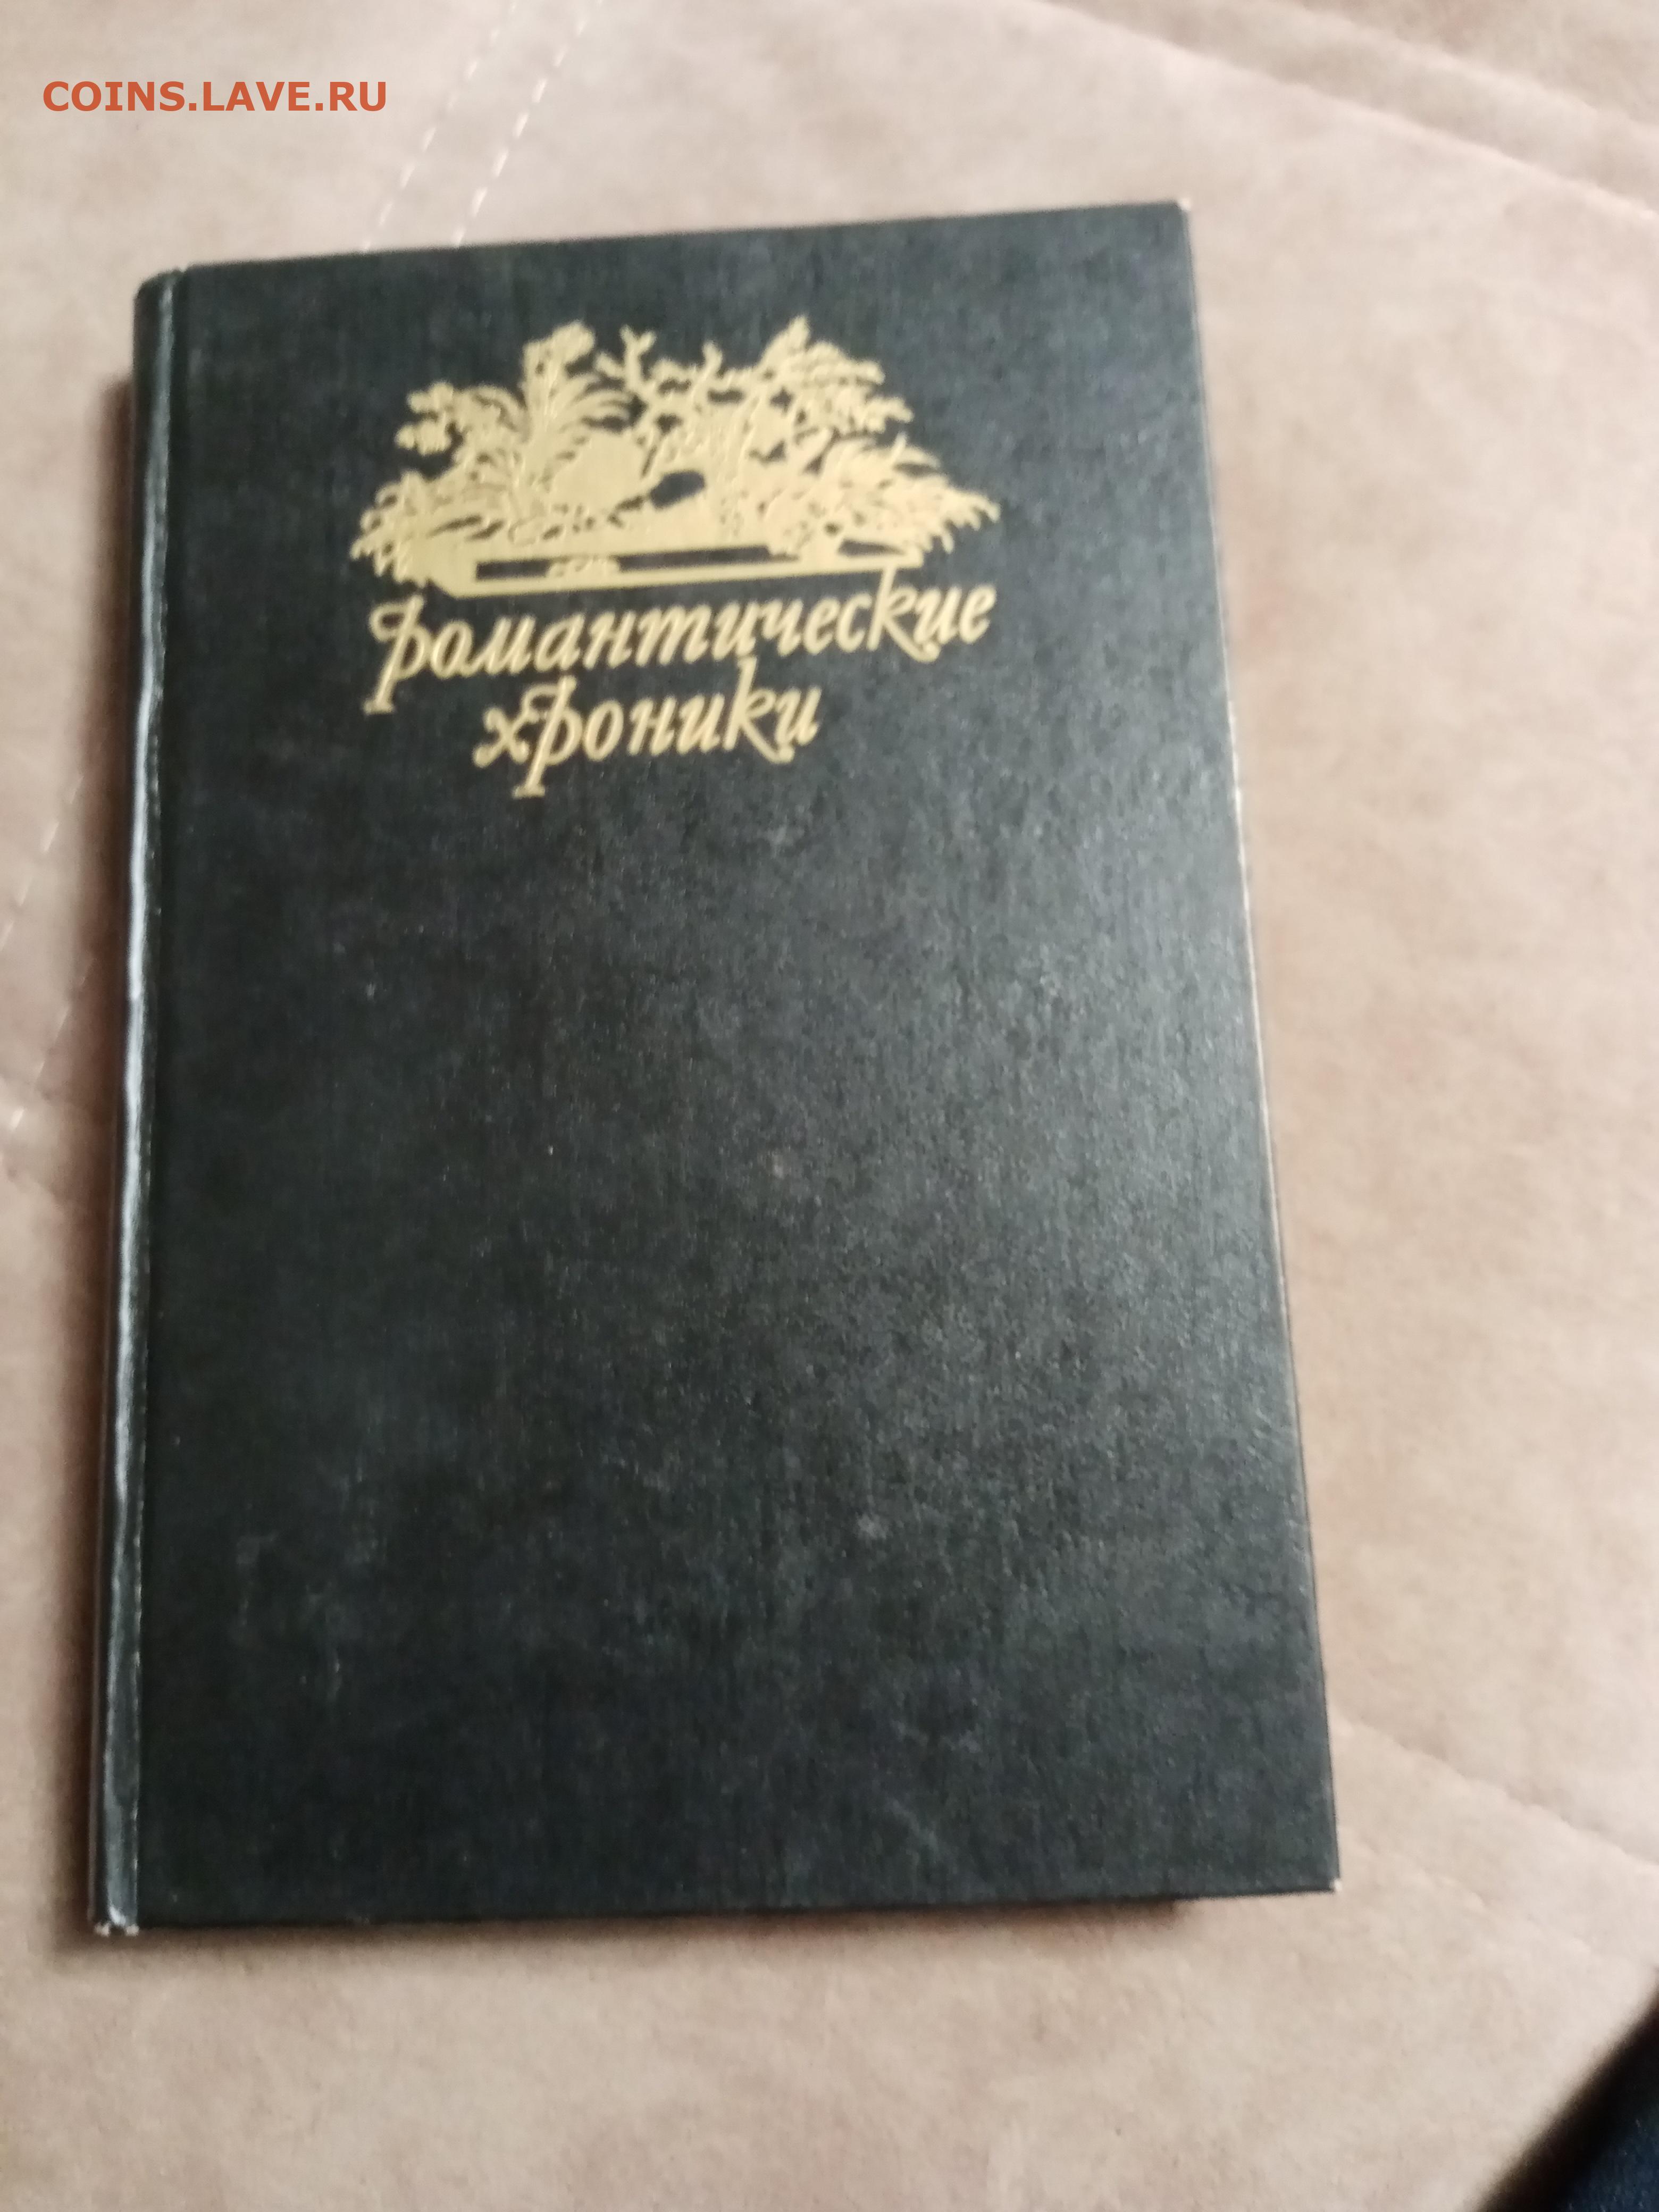 COINS.LAVE.RU
романтические
хроники